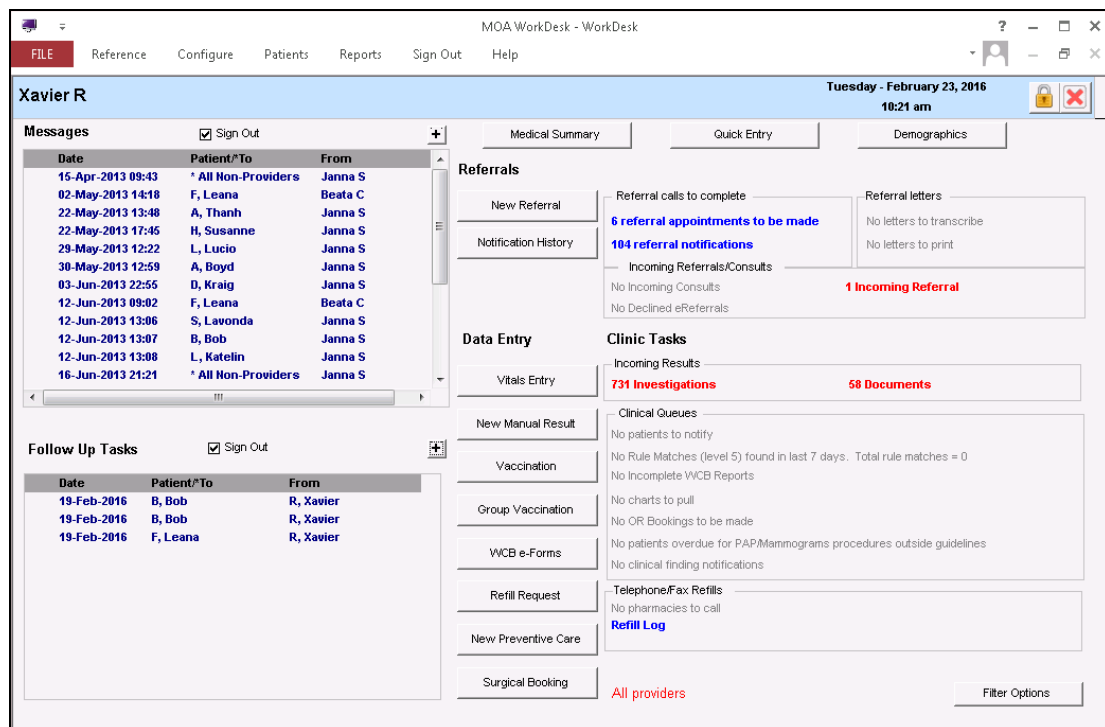 MOA WorkDesk - WorkDesk
FILE Reference Configure Patients Reports Sign Out Help
Xavier R
Tuesday - February 23, 2016
10:21 am
Messages Sign Out
Date Patient/*To From
15-Apr-2013 09:43 * All Non-Providers Janna S
02-May-2013 14:18 F, Leana Beata C
22-May-2013 13:48 A, Thanh Janna S
22-May-2013 17:45 H, Susanne Janna S
29-May-2013 12:22 L, Lucio Janna S
30-May-2013 12:59 A, Boyd Janna S
03-Jun-2013 22:55 D, Kraig Janna S
12-Jun-2013 09:02 F, Leana Beata C
12-Jun-2013 13:06 S, Lavonda Janna S
12-Jun-2013 13:07 B, Bob Janna S
12-Jun-2013 13:08 L, Katelin Janna S
16-Jun-2013 21:21 * All Non-Providers Janna S
Follow Up Tasks Sign Out
Date Patient/*To From
19-Feb-2016 B, Bob R, Xavier
19-Feb-2016 B, Bob R, Xavier
19-Feb-2016 F, Leana R, Xavier
Medical Summary Quick Entry Demographics
Referrals
New Referral
Notification History
Referral calls to complete
6 referral appointments to be made
104 referral notifications
Referral letters
No letters to transcribe
No letters to print
Incoming Referrals/Consults
No Incoming Consults 1 Incoming Referral
No Declined eReferrals
Data Entry
Vitals Entry
New Manual Result
Vaccination
Group Vaccination
WCB e-Forms
Refill Request
New Preventive Care
Surgical Booking
Clinic Tasks
Incoming Results
731 Investigations 58 Documents
Clinical Queues
No patients to notify
No Rule Matches (level 5) found in last 7 days. Total rule matches = 0
No Incomplete WCB Reports
No charts to pull
No OR Bookings to be made
No patients overdue for PAP/Mammograms procedures outside guidelines
No clinical finding notifications
Telephone/Fax Refills
No pharmacies to call
Refill Log
All providers Filter Options